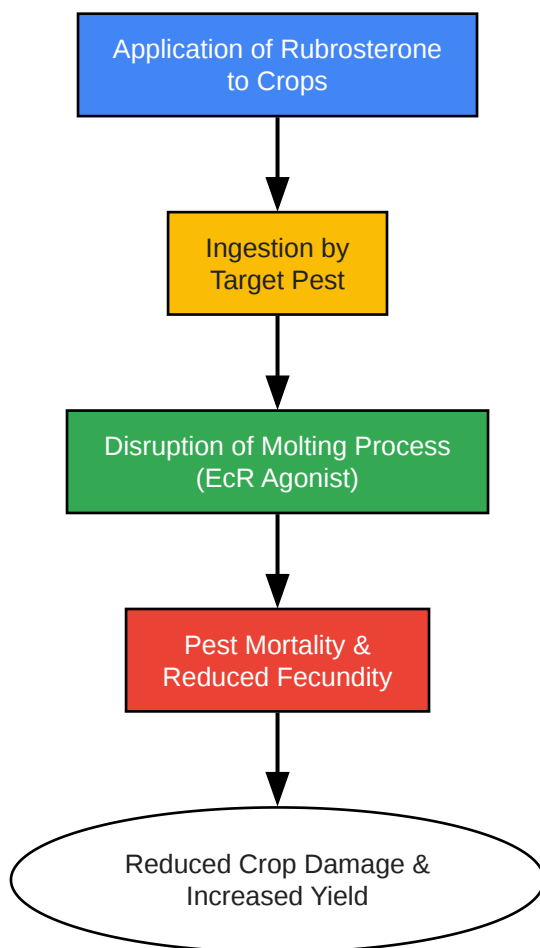 Application of Rubrosterone
to Crops
Ingestion by
Target Pest
Disruption of Molting Process
(EcR Agonist)
Pest Mortality &
Reduced Fecundity
Reduced Crop Damage &
Increased Yield